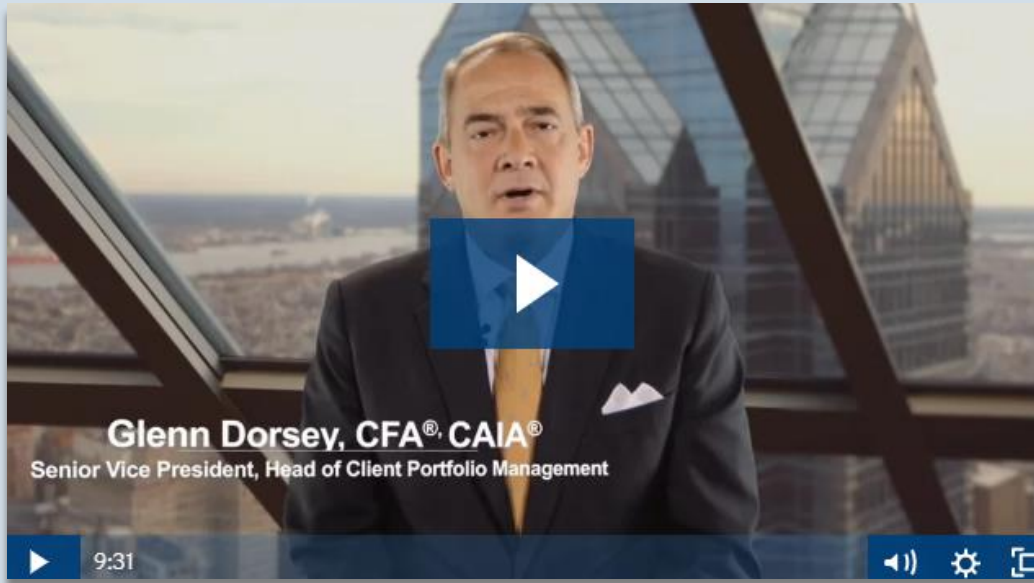 Glenn Dorsey, CFA®, CAIA®
Senior Vice President, Head of Client Portfolio Management
9:31